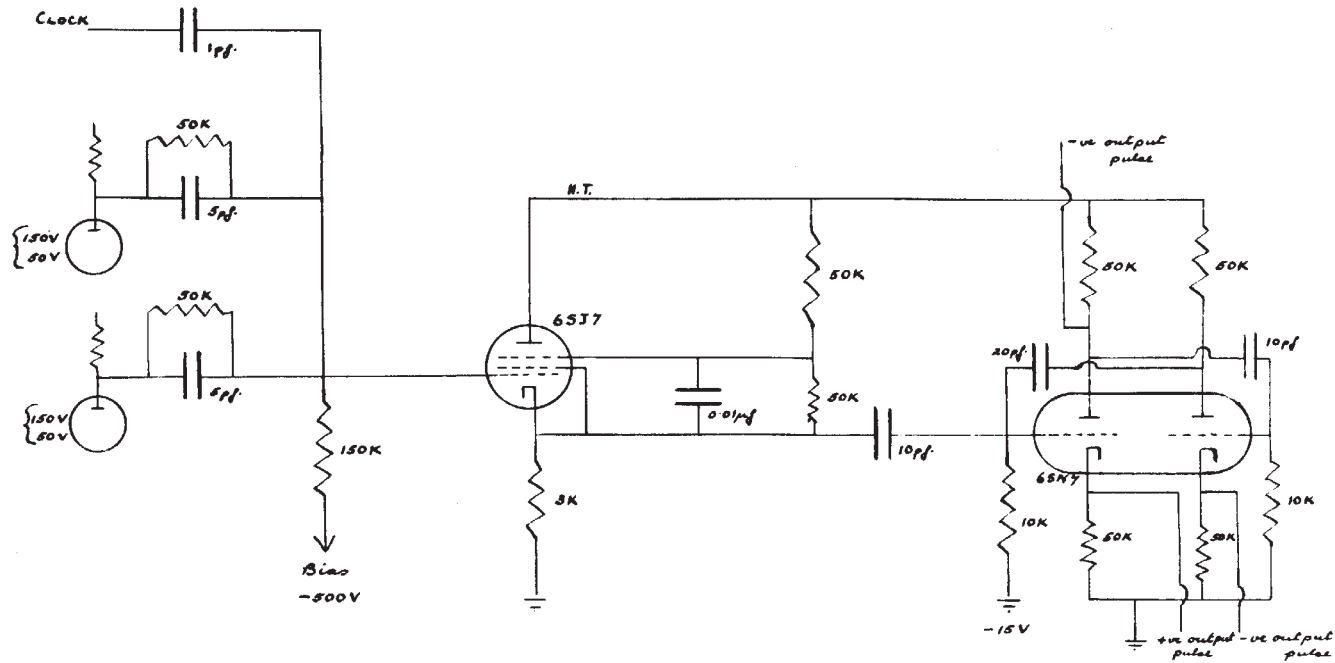 CLOCK
1pf.
50K
5pf.
150V
50V
50K
5pf.
150V
50V
150K
Bias
-500V
H.T.
6SJ7
50K
50K
0.01μf
3K
10pf.
-ve output
pulse
50K
50K
20pf.
10pf
6SN7
10K
-15V
50K
50K
10K
+ve output
pulse
-ve output
pulse